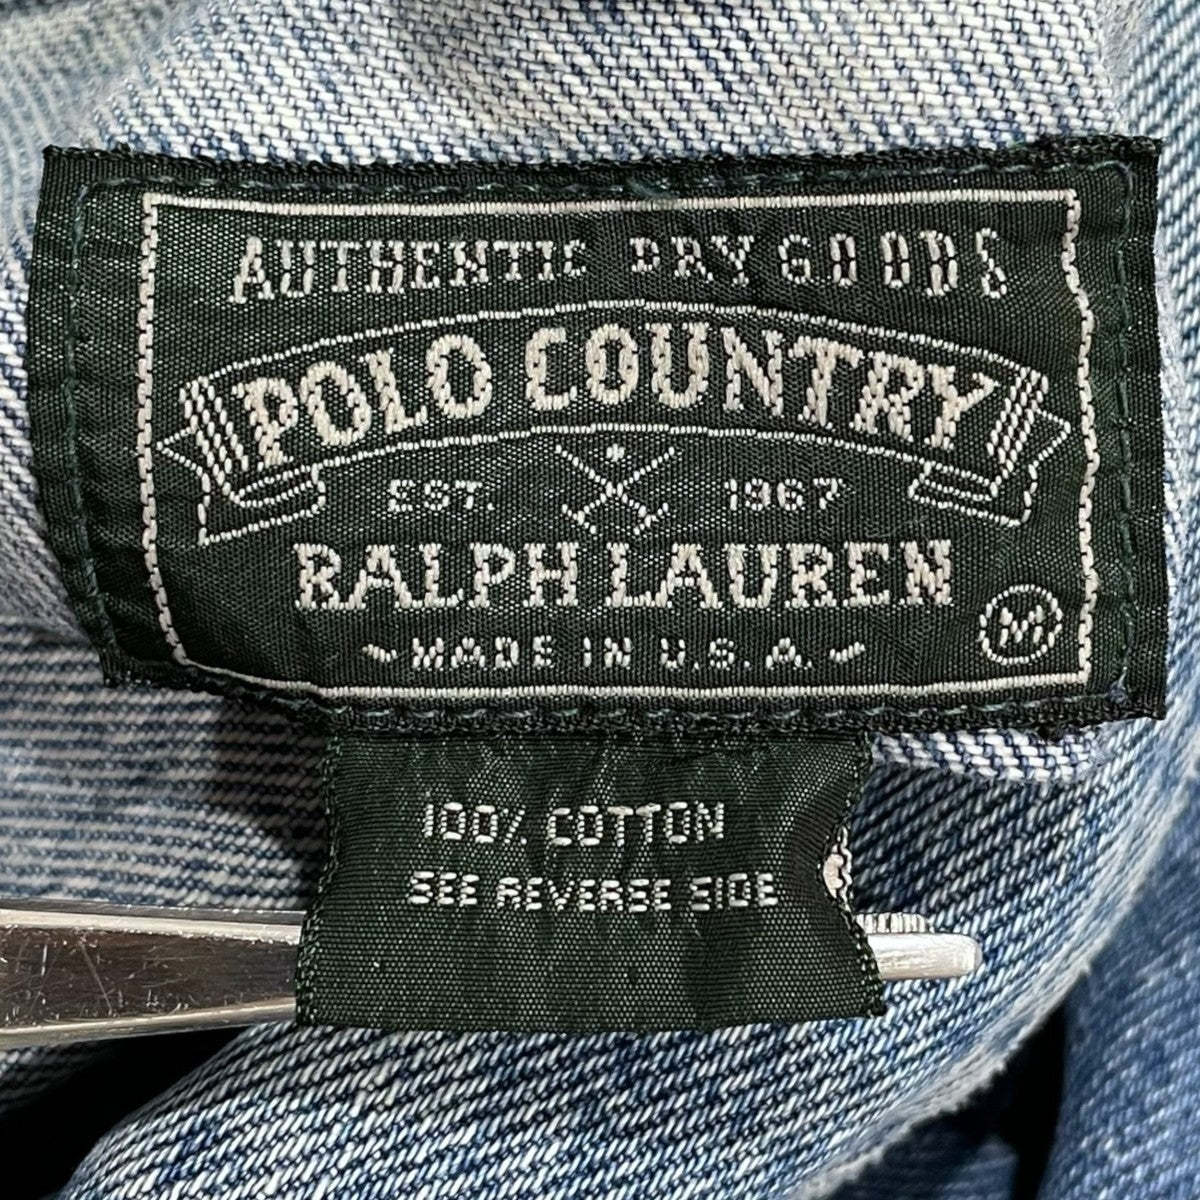 AUTHENTIC DRY GOODS
POLO COUNTRY
EST. 1967
RALPH LAUREN
M
- MADE IN U.S.A. -
100% COTTON
SEE REVERSE SIDE